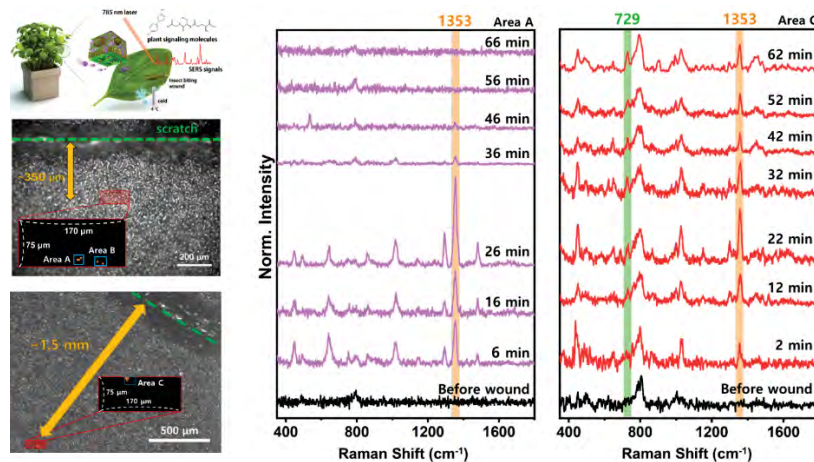 785 nm laser
plant signaling molecules
SERS signals
Insect biting
wound
cold
4 °C
scratch
~350 μm
170 μm
75 μm
Area A
Area B
200 μm
~1.5 mm
Area C
75 μm
170 μm
500 μm
1353
Area A
66 min
56 min
46 min
36 min
26 min
16 min
6 min
Before wound
Norm. Intensity
400
800
1200
1600
Raman Shift (cm⁻¹)
729
1353
Area C
62 min
52 min
42 min
32 min
22 min
12 min
2 min
Before wound
400
800
1200
1600
Raman Shift (cm⁻¹)